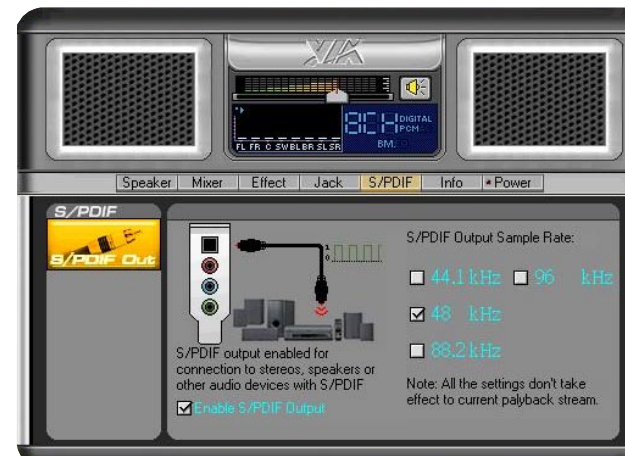 VIA
8CH DIGITAL
PCM
FL FR C SW BL BR SL SR
BM.
Speaker Mixer Effect Jack S/PDIF Info Power
S/PDIF
S/PDIF Out
1
0
S/PDIF output enabled for
connection to stereos, speakers or
other audio devices with S/PDIF
Enable S/PDIF Output
S/PDIF Output Sample Rate:
44.1 kHz 96 kHz
48 kHz
88.2 kHz
Note: All the settings don't take
effect to current palyback stream.